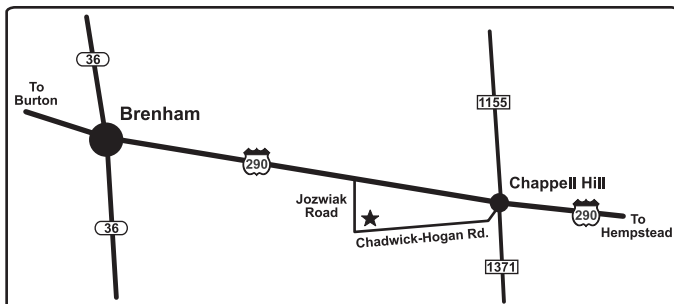 36
To
Burton
Brenham
290
1155
Chappell Hill
Jozwiak
Road
290
To
Hempstead
Chadwick-Hogan Rd.
36
1371